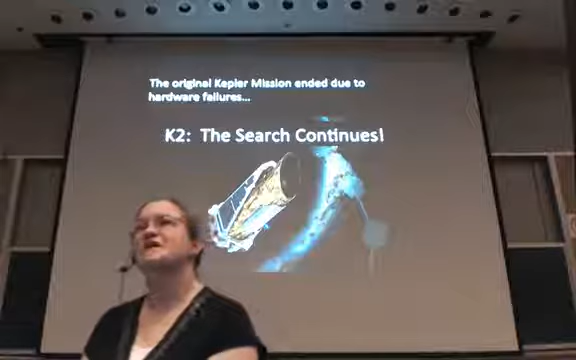 The original Kepler Mission ended due to
hardware failures...
K2: The Search Continues!